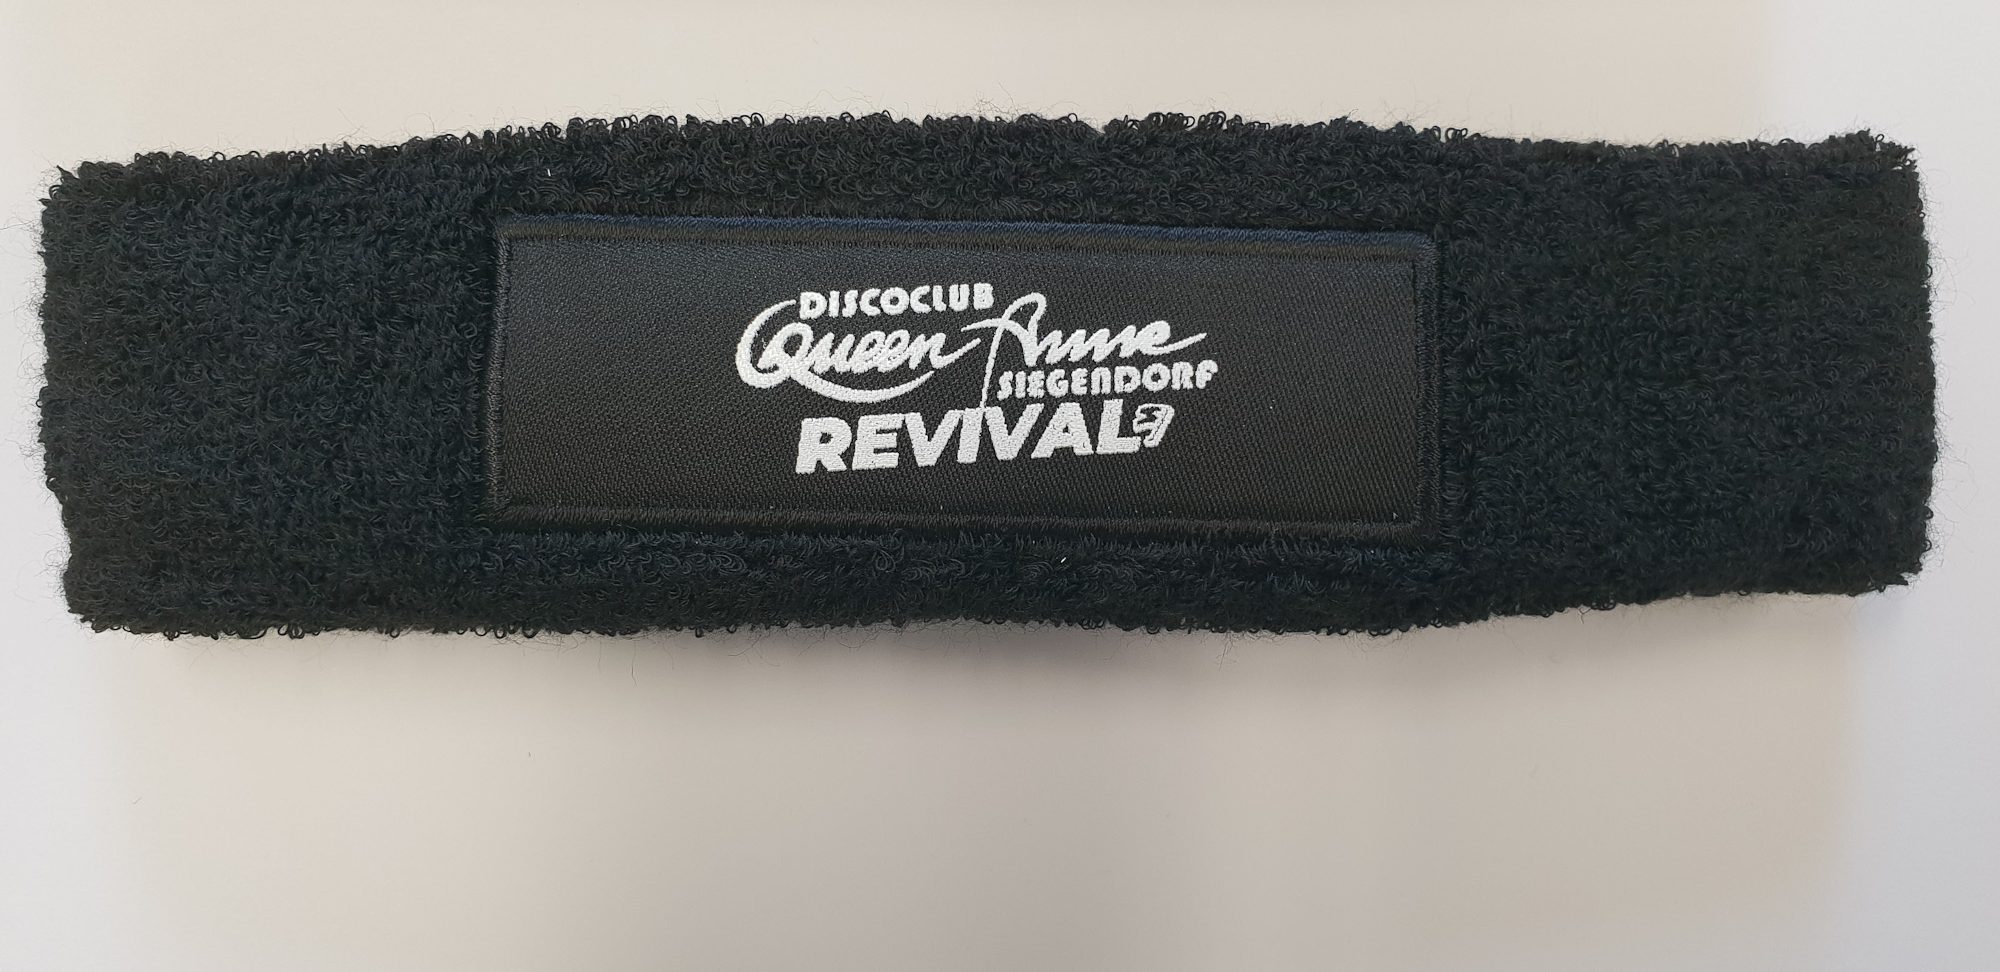 DISCOCLUB
Queen Anne
SIEGENDORF
REVIVAL